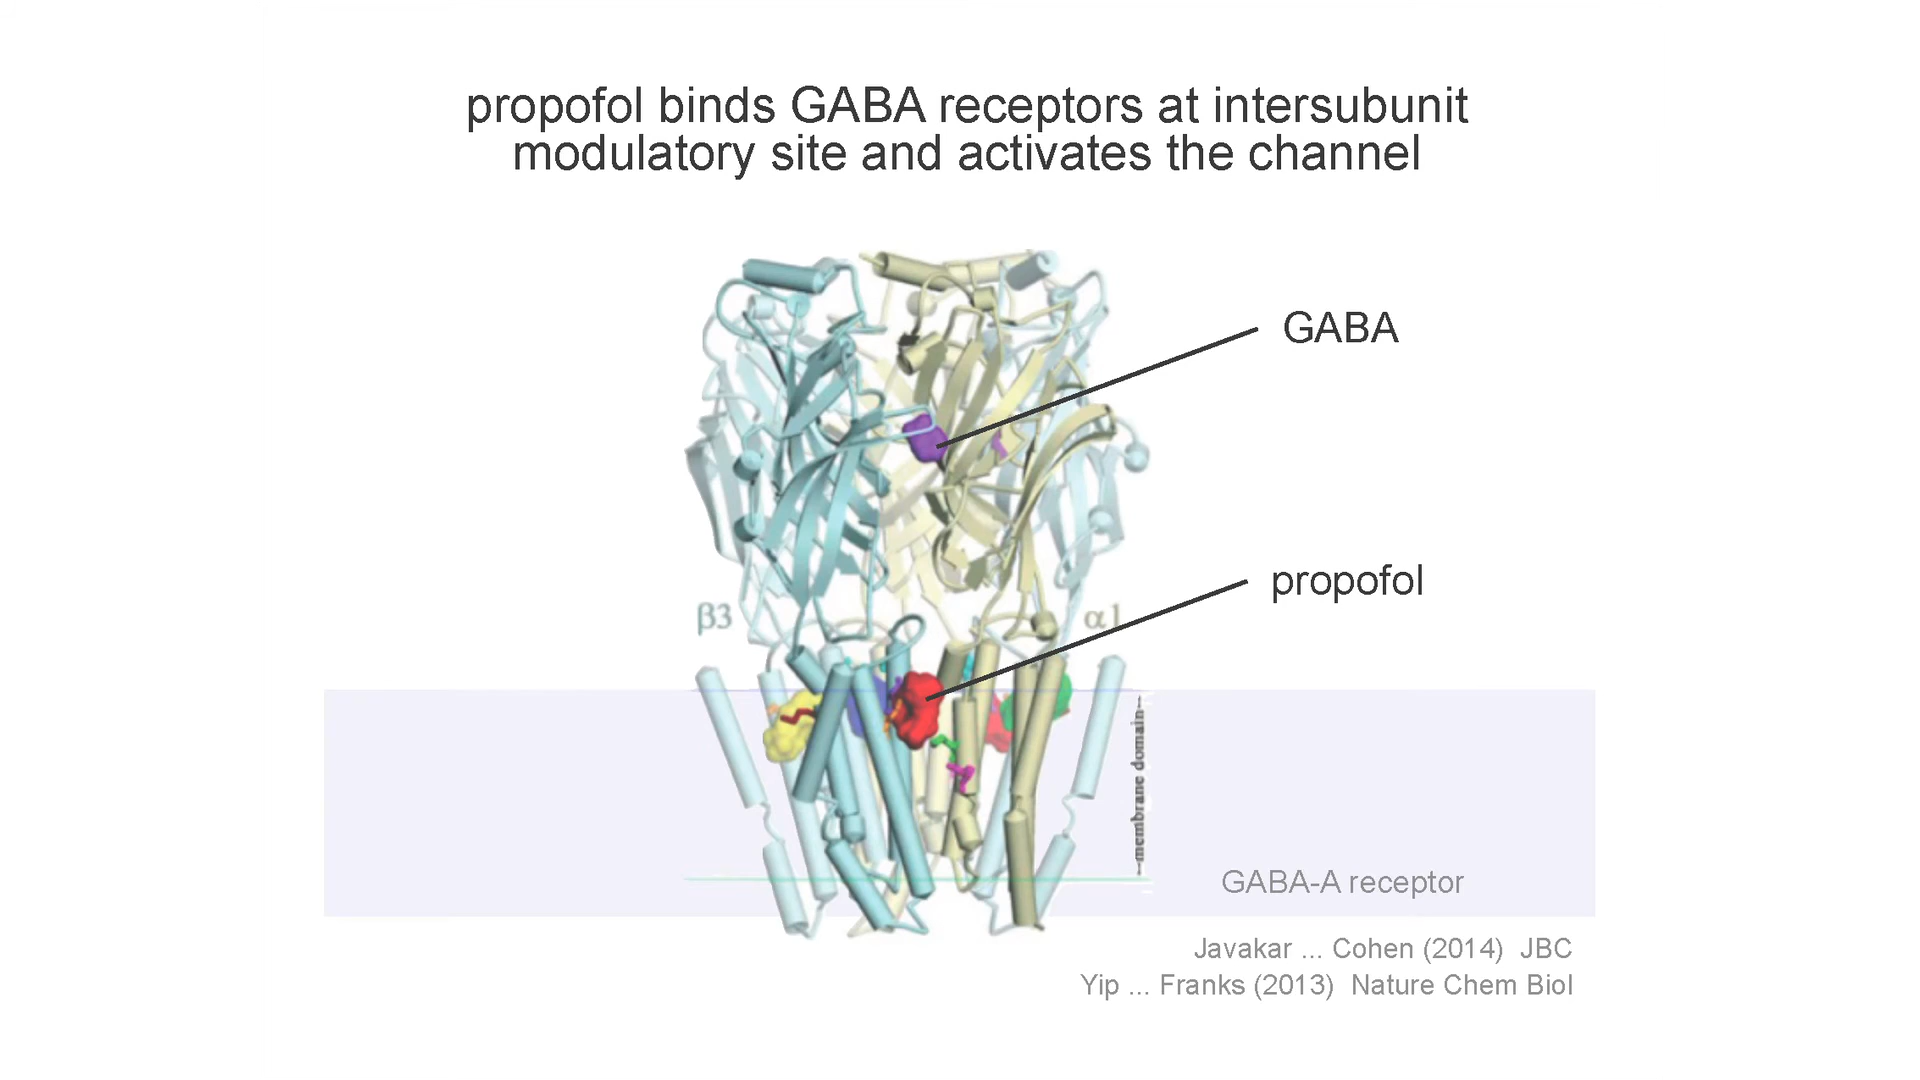 propofol binds GABA receptors at intersubunit
modulatory site and activates the channel
GABA
propofol
β3
α1
--membrane domain--
GABA-A receptor
Javakar ... Cohen (2014) JBC
Yip ... Franks (2013) Nature Chem Biol